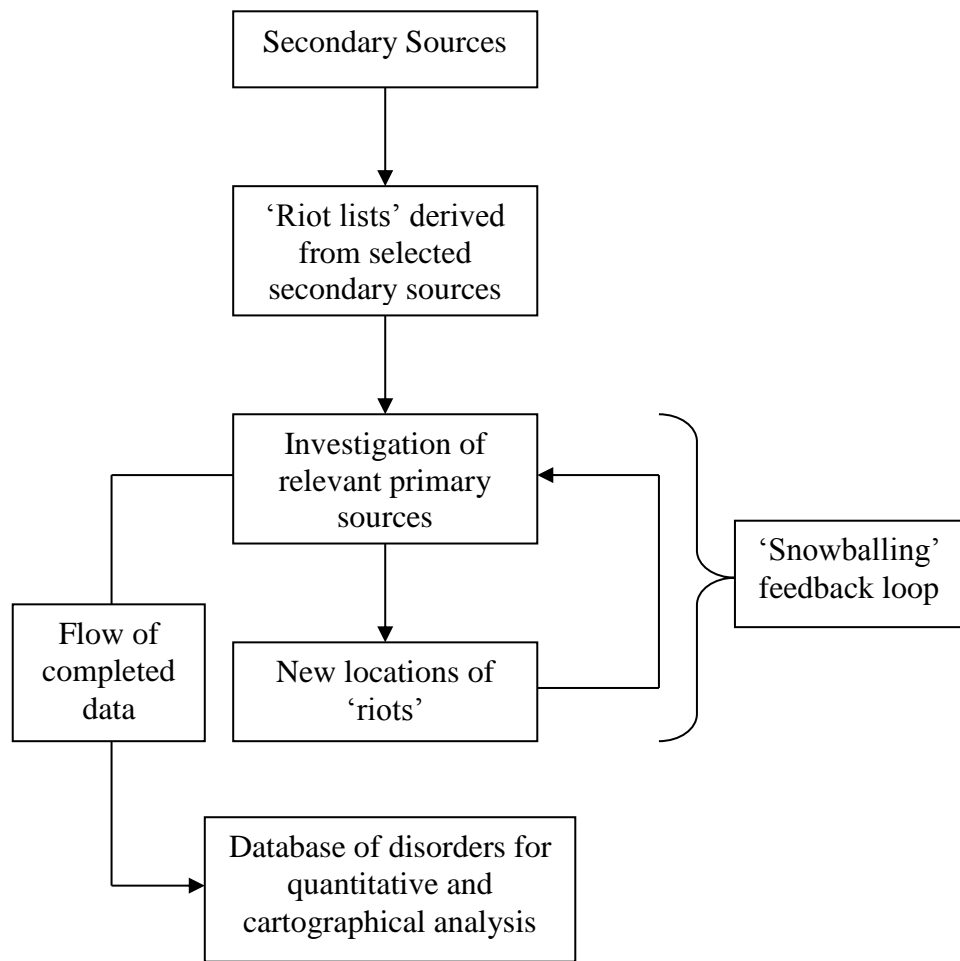 Secondary Sources
‘Riot lists’ derived
from selected
secondary sources
Investigation of
relevant primary
sources
‘Snowballing’
feedback loop
Flow of
completed
data
New locations of
‘riots’
Database of disorders for
quantitative and
cartographical analysis